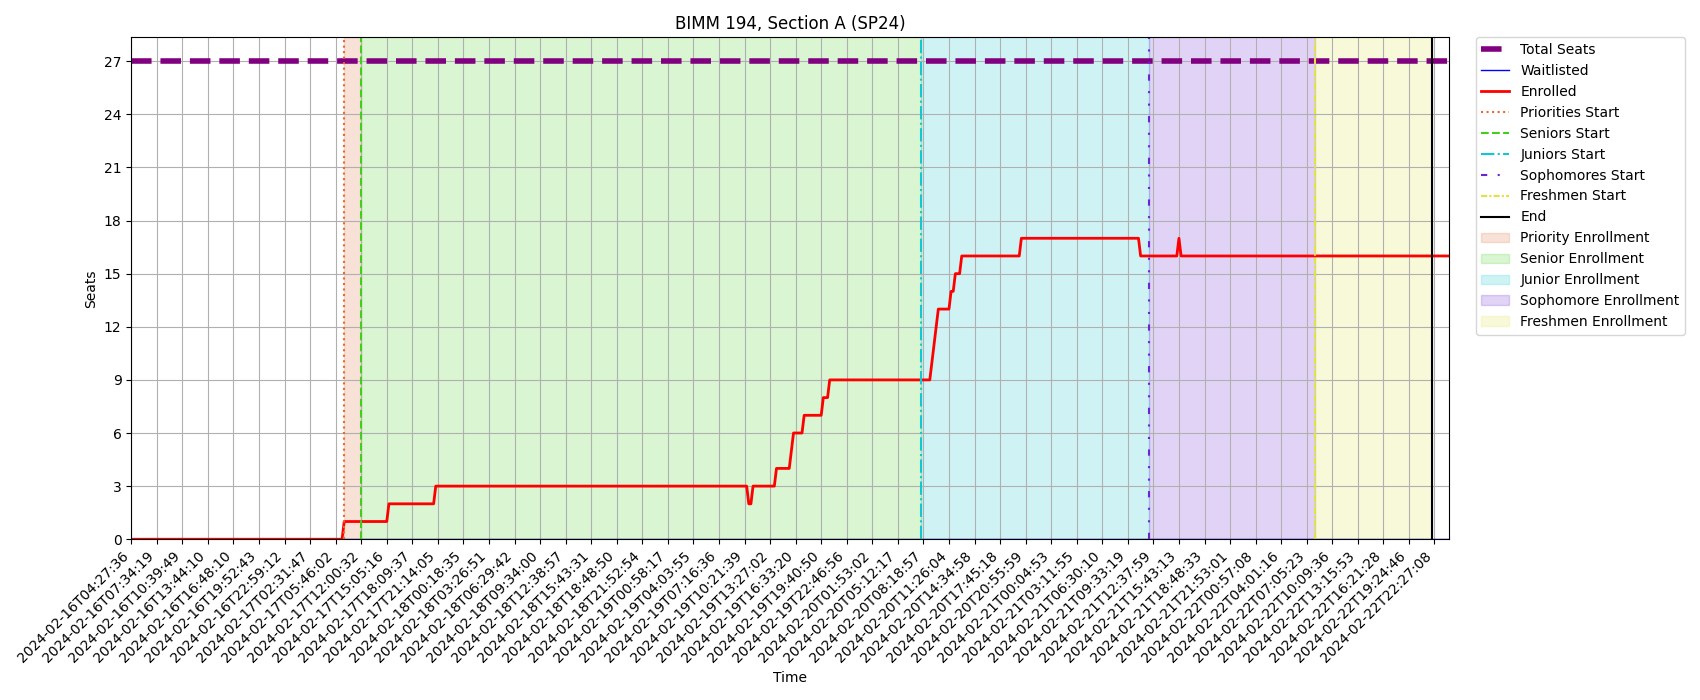 BIMM 194, Section A (SP24)
Seats
27
24
21
18
15
12
9
6
3
0
2024-02-16T04:27:36
2024-02-16T07:34:19
2024-02-16T10:39:49
2024-02-16T13:44:10
2024-02-16T16:48:10
2024-02-16T19:52:43
2024-02-16T22:59:12
2024-02-17T02:31:47
2024-02-17T05:46:02
2024-02-17T12:00:32
2024-02-17T15:05:16
2024-02-17T18:09:37
2024-02-17T21:14:05
2024-02-18T00:18:35
2024-02-18T03:26:51
2024-02-18T06:29:42
2024-02-18T09:34:00
2024-02-18T12:38:57
2024-02-18T15:43:31
2024-02-18T18:48:50
2024-02-18T21:52:54
2024-02-19T00:58:17
2024-02-19T04:03:55
2024-02-19T07:16:36
2024-02-19T10:21:39
2024-02-19T13:27:02
2024-02-19T16:33:20
2024-02-19T19:40:50
2024-02-19T22:46:56
2024-02-20T01:53:02
2024-02-20T05:12:17
2024-02-20T08:18:57
2024-02-20T11:26:04
2024-02-20T14:34:58
2024-02-20T17:45:18
2024-02-20T20:55:59
2024-02-21T00:04:53
2024-02-21T03:11:55
2024-02-21T06:30:10
2024-02-21T09:33:19
2024-02-21T12:37:59
2024-02-21T15:43:13
2024-02-21T18:48:33
2024-02-21T21:53:01
2024-02-22T00:57:08
2024-02-22T04:01:16
2024-02-22T07:05:23
2024-02-22T10:09:36
2024-02-22T13:15:53
2024-02-22T16:21:28
2024-02-22T19:24:46
2024-02-22T22:27:08
Time
Total Seats
Waitlisted
Enrolled
Priorities Start
Seniors Start
Juniors Start
Sophomores Start
Freshmen Start
End
Priority Enrollment
Senior Enrollment
Junior Enrollment
Sophomore Enrollment
Freshmen Enrollment